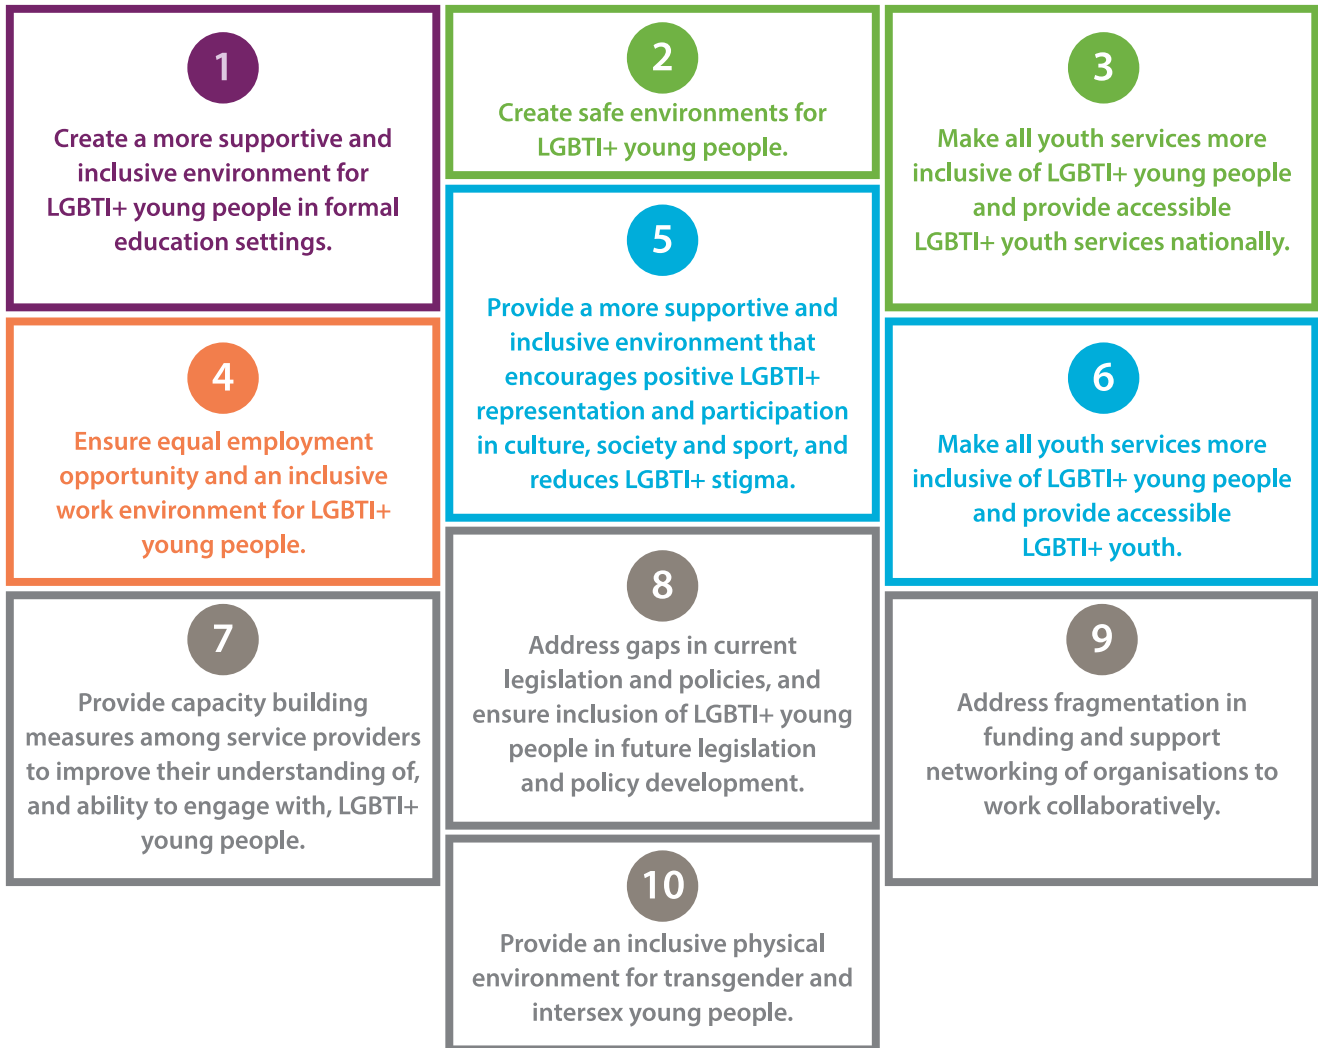 1
Create a more supportive and
inclusive environment for
LGBTI+ young people in formal
education settings.
2
Create safe environments for
LGBTI+ young people.
3
Make all youth services more
inclusive of LGBTI+ young people
and provide accessible
LGBTI+ youth services nationally.
4
Ensure equal employment
opportunity and an inclusive
work environment for LGBTI+
young people.
5
Provide a more supportive and
inclusive environment that
encourages positive LGBTI+
representation and participation
in culture, society and sport, and
reduces LGBTI+ stigma.
6
Make all youth services more
inclusive of LGBTI+ young people
and provide accessible
LGBTI+ youth.
7
Provide capacity building
measures among service providers
to improve their understanding of,
and ability to engage with, LGBTI+
young people.
8
Address gaps in current
legislation and policies, and
ensure inclusion of LGBTI+ young
people in future legislation
and policy development.
9
Address fragmentation in
funding and support
networking of organisations to
work collaboratively.
10
Provide an inclusive physical
environment for transgender and
intersex young people.